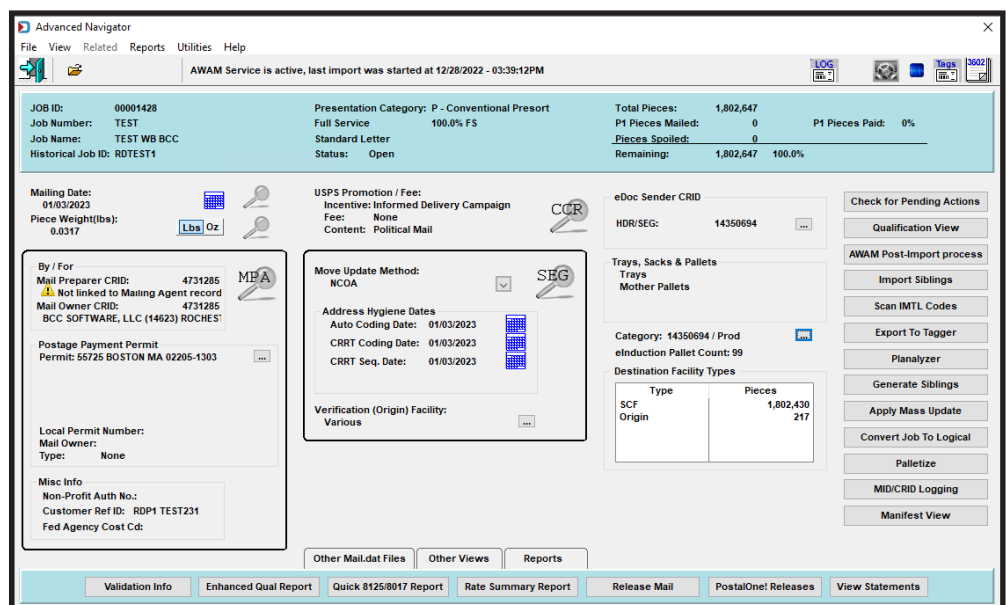 Advanced Navigator
File View Related Reports Utilities Help
AWAM Service is active, last import was started at 12/28/2022 - 03:39:12PM
LOG
Tags
3602
JOB ID: 00001428
Job Number: TEST
Job Name: TEST WB BCC
Historical Job ID: RDTEST1
Presentation Category: P - Conventional Presort
Full Service 100.0% FS
Standard Letter
Status: Open
Total Pieces: 1,802,647
P1 Pieces Mailed: 0 P1 Pieces Paid: 0%
Pieces Spoiled: 0
Remaining: 1,802,647 100.0%
Mailing Date:
01/03/2023
Piece Weight(lbs):
0.0317
Lbs Oz
By / For
Mail Preparer CRID: 4731285
Not linked to Mailing Agent record
Mail Owner CRID: 4731285
BCC SOFTWARE, LLC (14623) ROCHEST
MPA
Postage Payment Permit
Permit: 55725 BOSTON MA 02205-1303
...
Local Permit Number:
Mail Owner:
Type: None
Misc Info
Non-Profit Auth No.:
Customer Ref ID: RDP1 TEST231
Fed Agency Cost Cd:
USPS Promotion / Fee:
Incentive: Informed Delivery Campaign
Fee: None
Content: Political Mail
CCR
Move Update Method:
NCOA
SEG
Address Hygiene Dates
Auto Coding Date: 01/03/2023
CRRT Coding Date: 01/03/2023
CRRT Seq. Date: 01/03/2023
Verification (Origin) Facility:
Various
...
eDoc Sender CRID
HDR/SEG: 14350694
...
Trays, Sacks & Pallets
Trays
Mother Pallets
Category: 14350694 / Prod
...
eInduction Pallet Count: 99
Destination Facility Types
Type Pieces
SCF 1,802,430
Origin 217
Check for Pending Actions
Qualification View
AWAM Post-Import process
Import Siblings
Scan IMTL Codes
Export To Tagger
Planalyzer
Generate Siblings
Apply Mass Update
Convert Job To Logical
Palletize
MID/CRID Logging
Manifest View
Other Mail.dat Files Other Views Reports
Validation Info Enhanced Qual Report Quick 8125/8017 Report Rate Summary Report Release Mail PostalOne! Releases View Statements